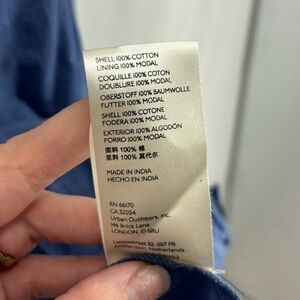 SHELL 100% COTTON
LINING 100% MODAL
COQUILLE 100% COTON
DOUBLURE 100% MODAL
OBERSTOFF 100% BAUMWOLLE
FUTTER 100% MODAL
SHELL 100% COTONE
FODERA 100% MODAL
EXTERIOR 100% ALGODÓN
FORRO 100% MODAL
面料 100% 棉
里料 100% 莫代尔
MADE IN INDIA
HECHO EN INDIA
RN 66170
CA 32054
Urban Outfitters, Inc.
146 Brick Lane
LONDON, E1 6RU
Amsterdam, Netherlands